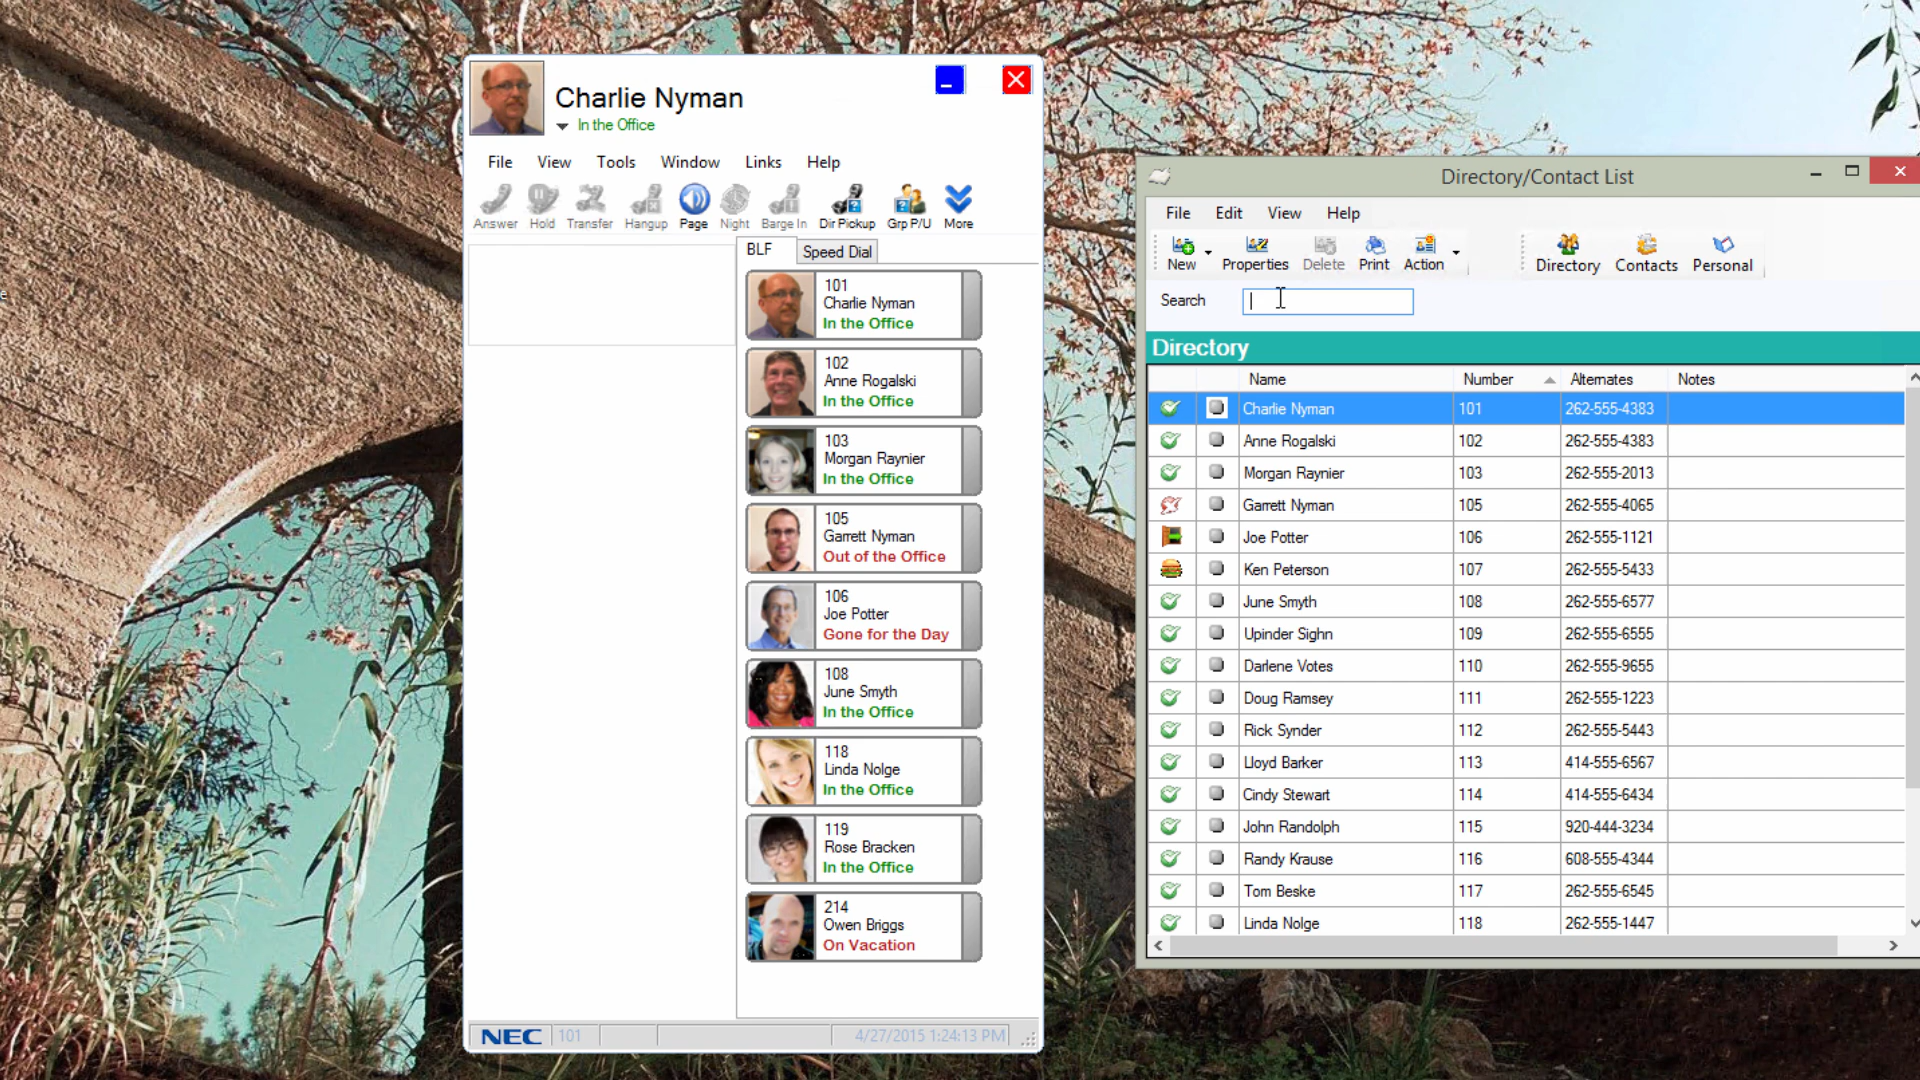 Charlie Nyman
In the Office
File View Tools Window Links Help
Answer Hold Transfer Hangup Page Night Barge In Dir Pickup Grp P/U More
BLF Speed Dial
101
Charlie Nyman
In the Office
102
Anne Rogalski
In the Office
103
Morgan Raynier
In the Office
105
Garrett Nyman
Out of the Office
106
Joe Potter
Gone for the Day
108
June Smyth
In the Office
118
Linda Nolge
In the Office
119
Rose Bracken
In the Office
214
Owen Briggs
On Vacation
NEC 101 4/27/2015 1:24:13 PM
Directory/Contact List
File Edit View Help
New Properties Delete Print Action Directory Contacts Personal
Search
Directory
Name Number Alternates Notes
Charlie Nyman 101 262-555-4383
Anne Rogalski 102 262-555-4383
Morgan Raynier 103 262-555-2013
Garrett Nyman 105 262-555-4065
Joe Potter 106 262-555-1121
Ken Peterson 107 262-555-5433
June Smyth 108 262-555-6577
Upinder Sighn 109 262-555-6555
Darlene Votes 110 262-555-9655
Doug Ramsey 111 262-555-1223
Rick Synder 112 262-555-5443
Lloyd Barker 113 414-555-6567
Cindy Stewart 114 414-555-6434
John Randolph 115 920-444-3234
Randy Krause 116 608-555-4344
Tom Beske 117 262-555-6545
Linda Nolge 118 262-555-1447